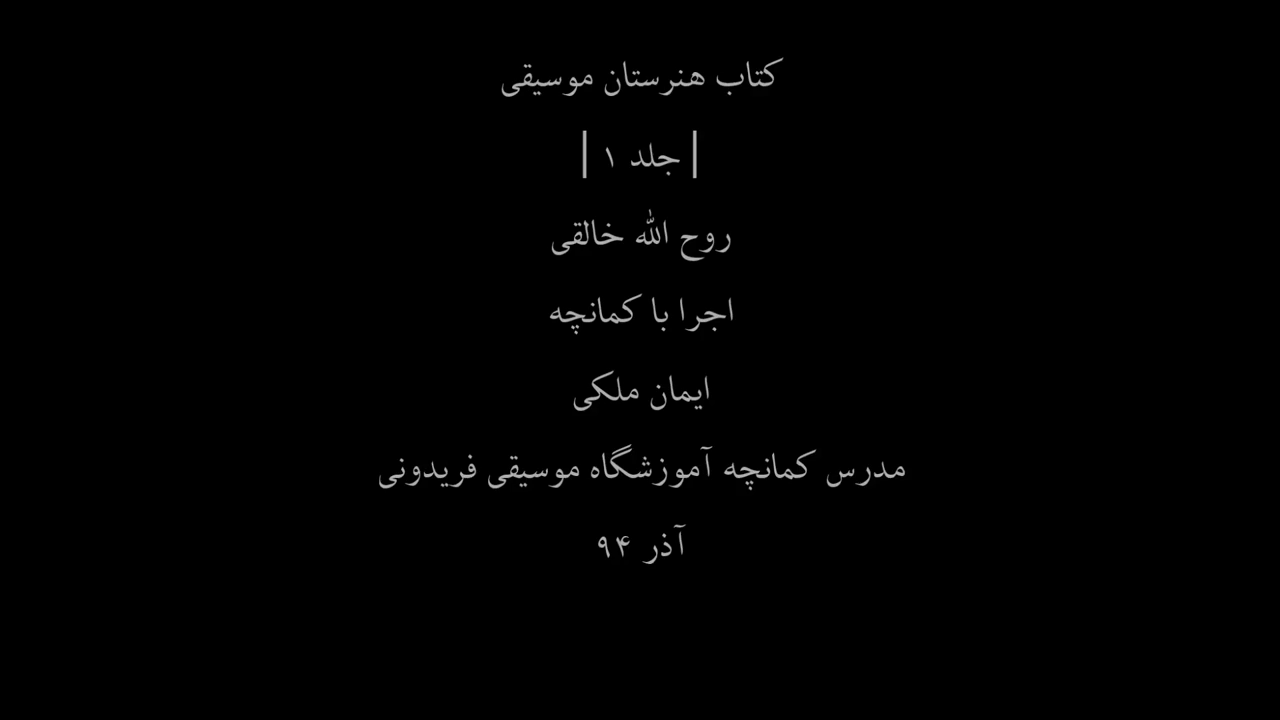 کتاب هنرستان موسیقی
| جلد ۱ |
روح الله خالقی
اجرا با کمانچه
ایمان ملکی
مدرس کمانچه آموزشگاه موسیقی فریدونی
آذر ۹۴